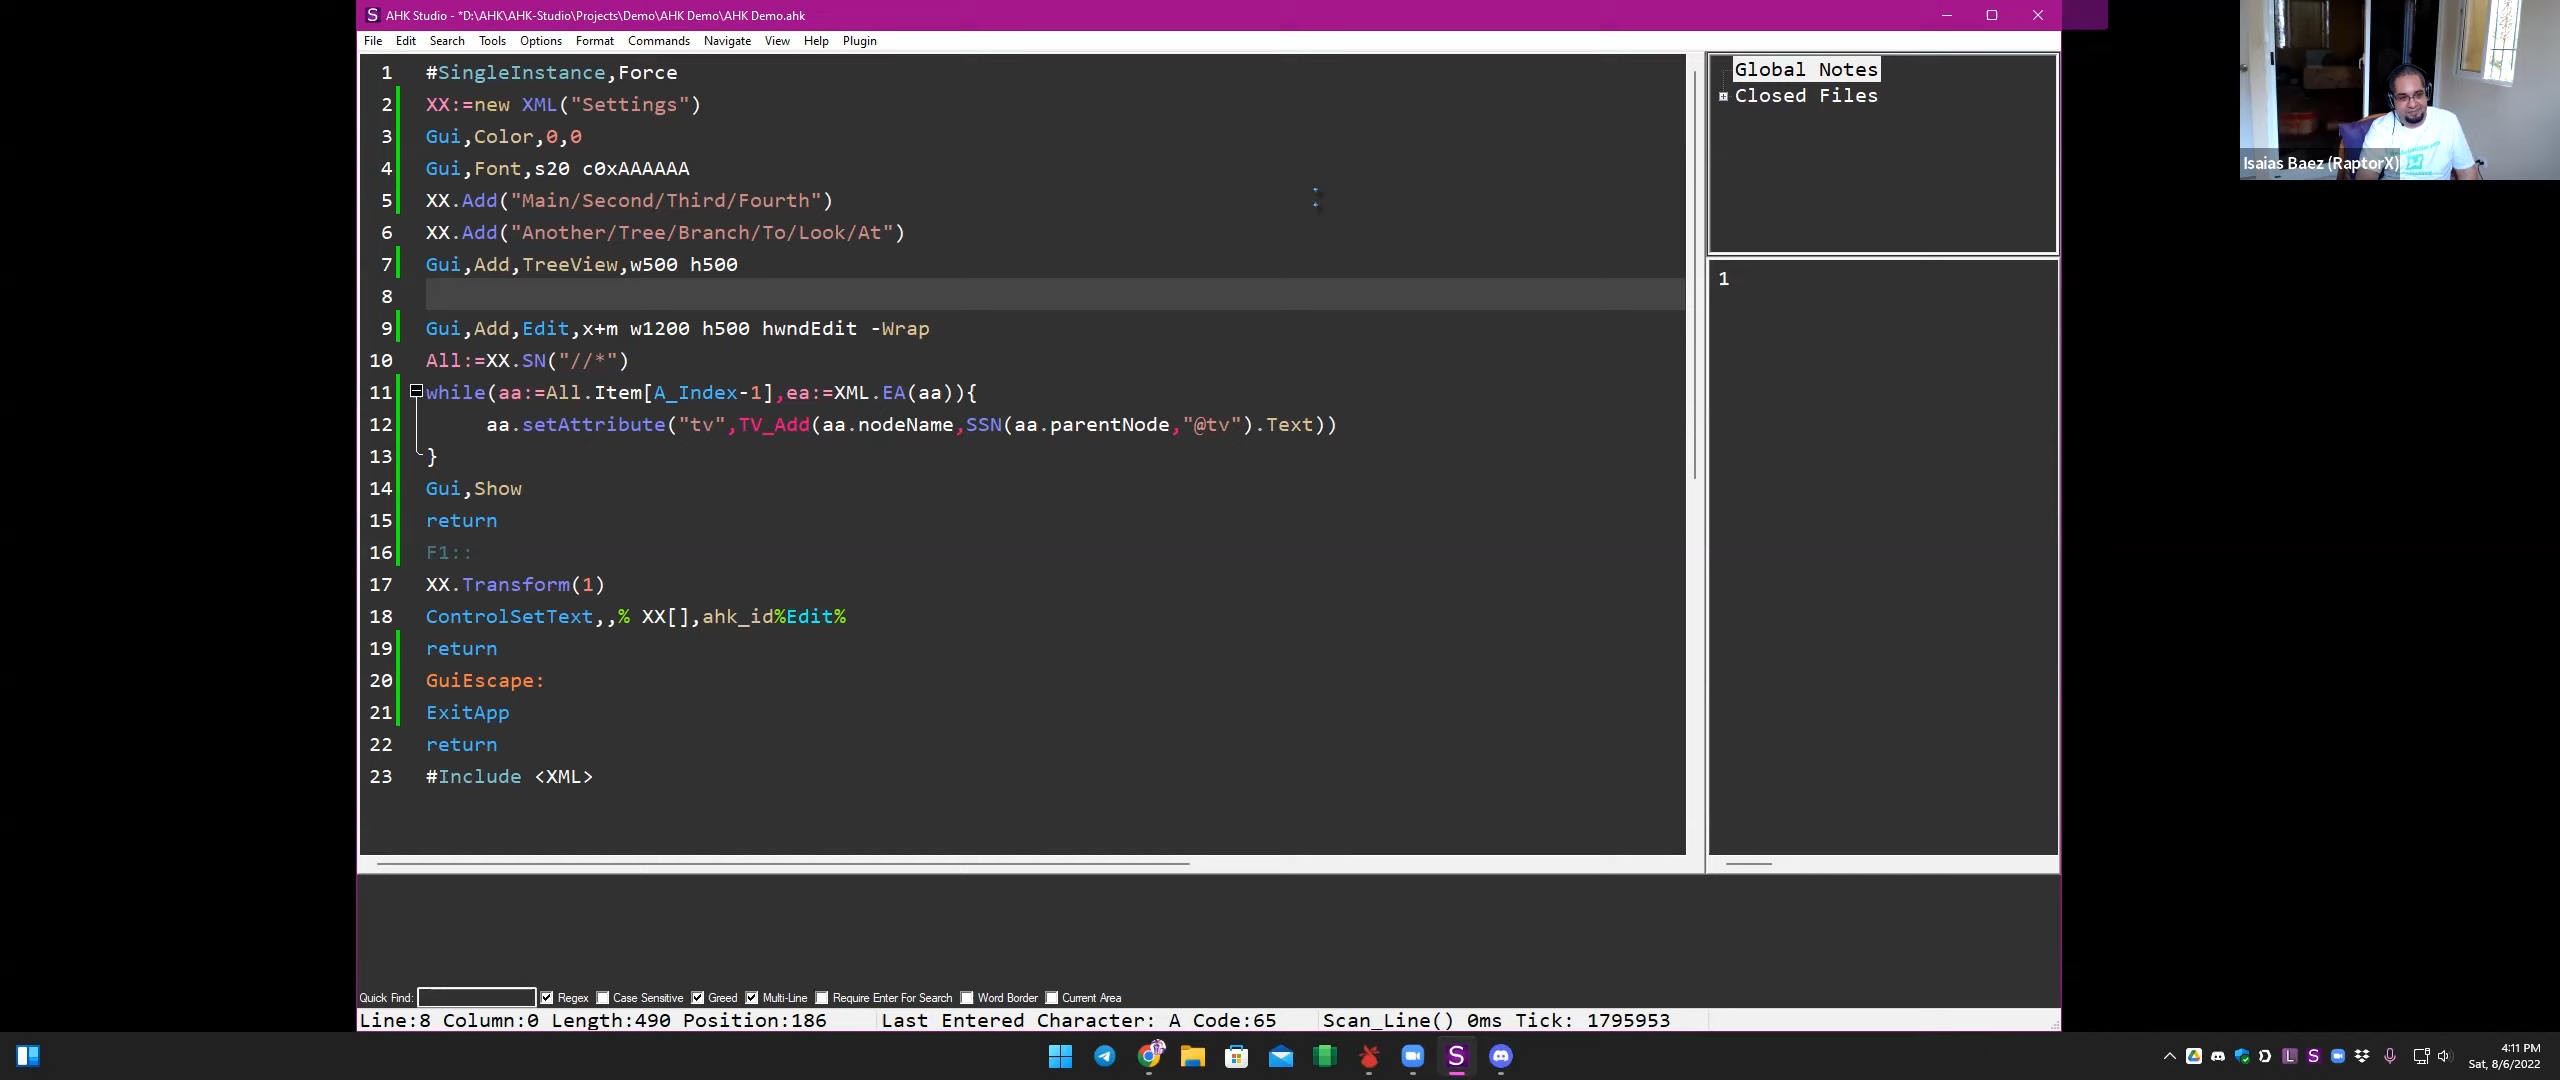 AHK Studio - *D:\AHK\AHK-Studio\Projects\Demo\AHK Demo\AHK Demo.ahk
File Edit Search Tools Options Format Commands Navigate View Help Plugin
1 #SingleInstance,Force
2 XX:=new XML("Settings")
3 Gui,Color,0,0
4 Gui,Font,s20 c0xAAAAAA
5 XX.Add("Main/Second/Third/Fourth")
6 XX.Add("Another/Tree/Branch/To/Look/At")
7 Gui,Add,TreeView,w500 h500
8
9 Gui,Add,Edit,x+m w1200 h500 hwndEdit -Wrap
10 All:=XX.SN("//*")
11 while(aa:=All.Item[A_Index-1],ea:=XML.EA(aa)){
12 aa.setAttribute("tv",TV_Add(aa.nodeName,SSN(aa.parentNode,"@tv").Text))
13 }
14 Gui,Show
15 return
16 F1::
17 XX.Transform(1)
18 ControlSetText,,% XX[],ahk_id%Edit%
19 return
20 GuiEscape:
21 ExitApp
22 return
23 #Include <XML>
Global Notes
Closed Files
1
Isaias Baez (RaptorX)
Quick Find: Regex Case Sensitive Greed Multi-Line Require Enter For Search Word Border Current Area
Line:8 Column:0 Length:490 Position:186 Last Entered Character: A Code:65 Scan_Line() 0ms Tick: 1795953
4:11 PM
Sat, 8/6/2022